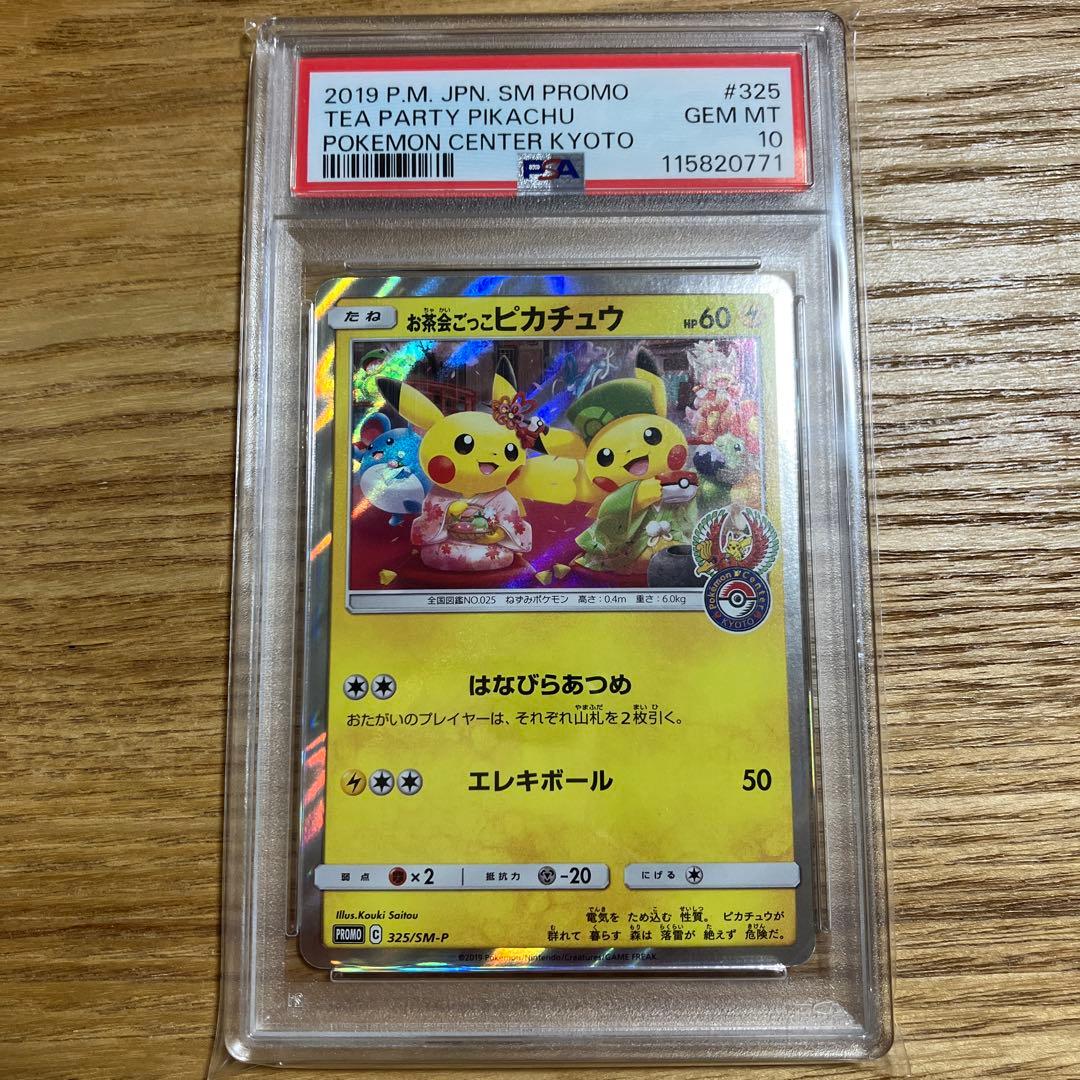 2019 P.M. JPN. SM PROMO #325
TEA PARTY PIKACHU GEM MT
POKEMON CENTER KYOTO 10
PSA 115820771
たね お茶会ごっこピカチュウ HP60
全国図鑑NO.025 ねずみポケモン 高さ:0.4m 重さ:6.0kg
Pokémon Center
KYOTO
はなびらあつめ
おたがいのプレイヤーは、それぞれ山札を2枚引く。
エレキボール 50
弱点 ×2 抵抗力 -20 にげる
Illus.Kouki Saitou
電気を ため込む 性質。 ピカチュウが
群れて 暮らす 森は 落雷が 絶えず 危険だ。
PROMO C 325/SM-P
©2019 Pokémon/Nintendo/Creatures/GAME FREAK.